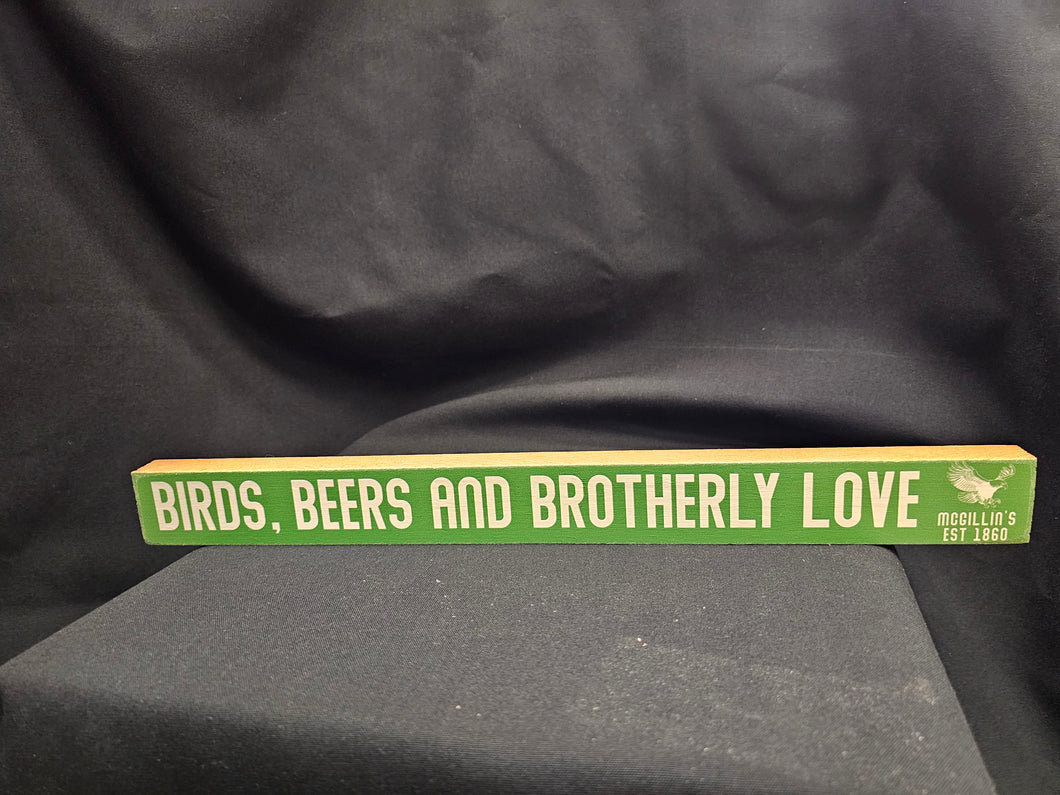 BIRDS, BEERS AND BROTHERLY LOVE
MCGILLIN'S
EST 1860